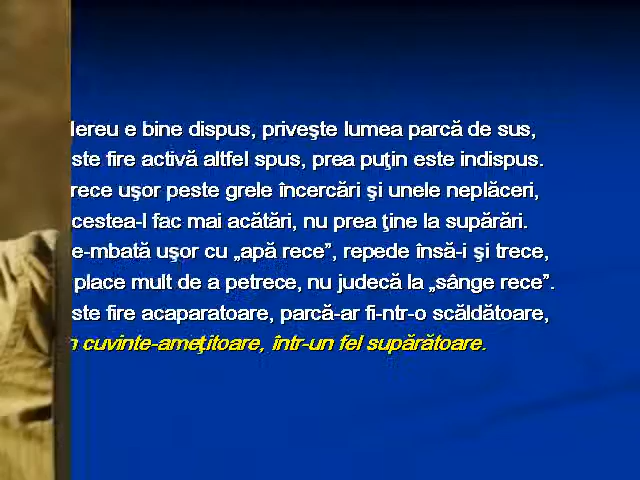 lereu e bine dispus, priveşte lumea parcă de sus,
ste fire activă altfel spus, prea puţin este indispus.
rece uşor peste grele încercări şi unele neplăceri,
cestea-l fac mai acătări, nu prea ţine la supărări.
e-mbată uşor cu „apă rece”, repede însă-i şi trece,
place mult de a petrece, nu judecă la „sânge rece”.
ste fire acaparatoare, parcă-ar fi-ntr-o scăldătoare,
n cuvinte-ameţitoare, într-un fel supărătoare.